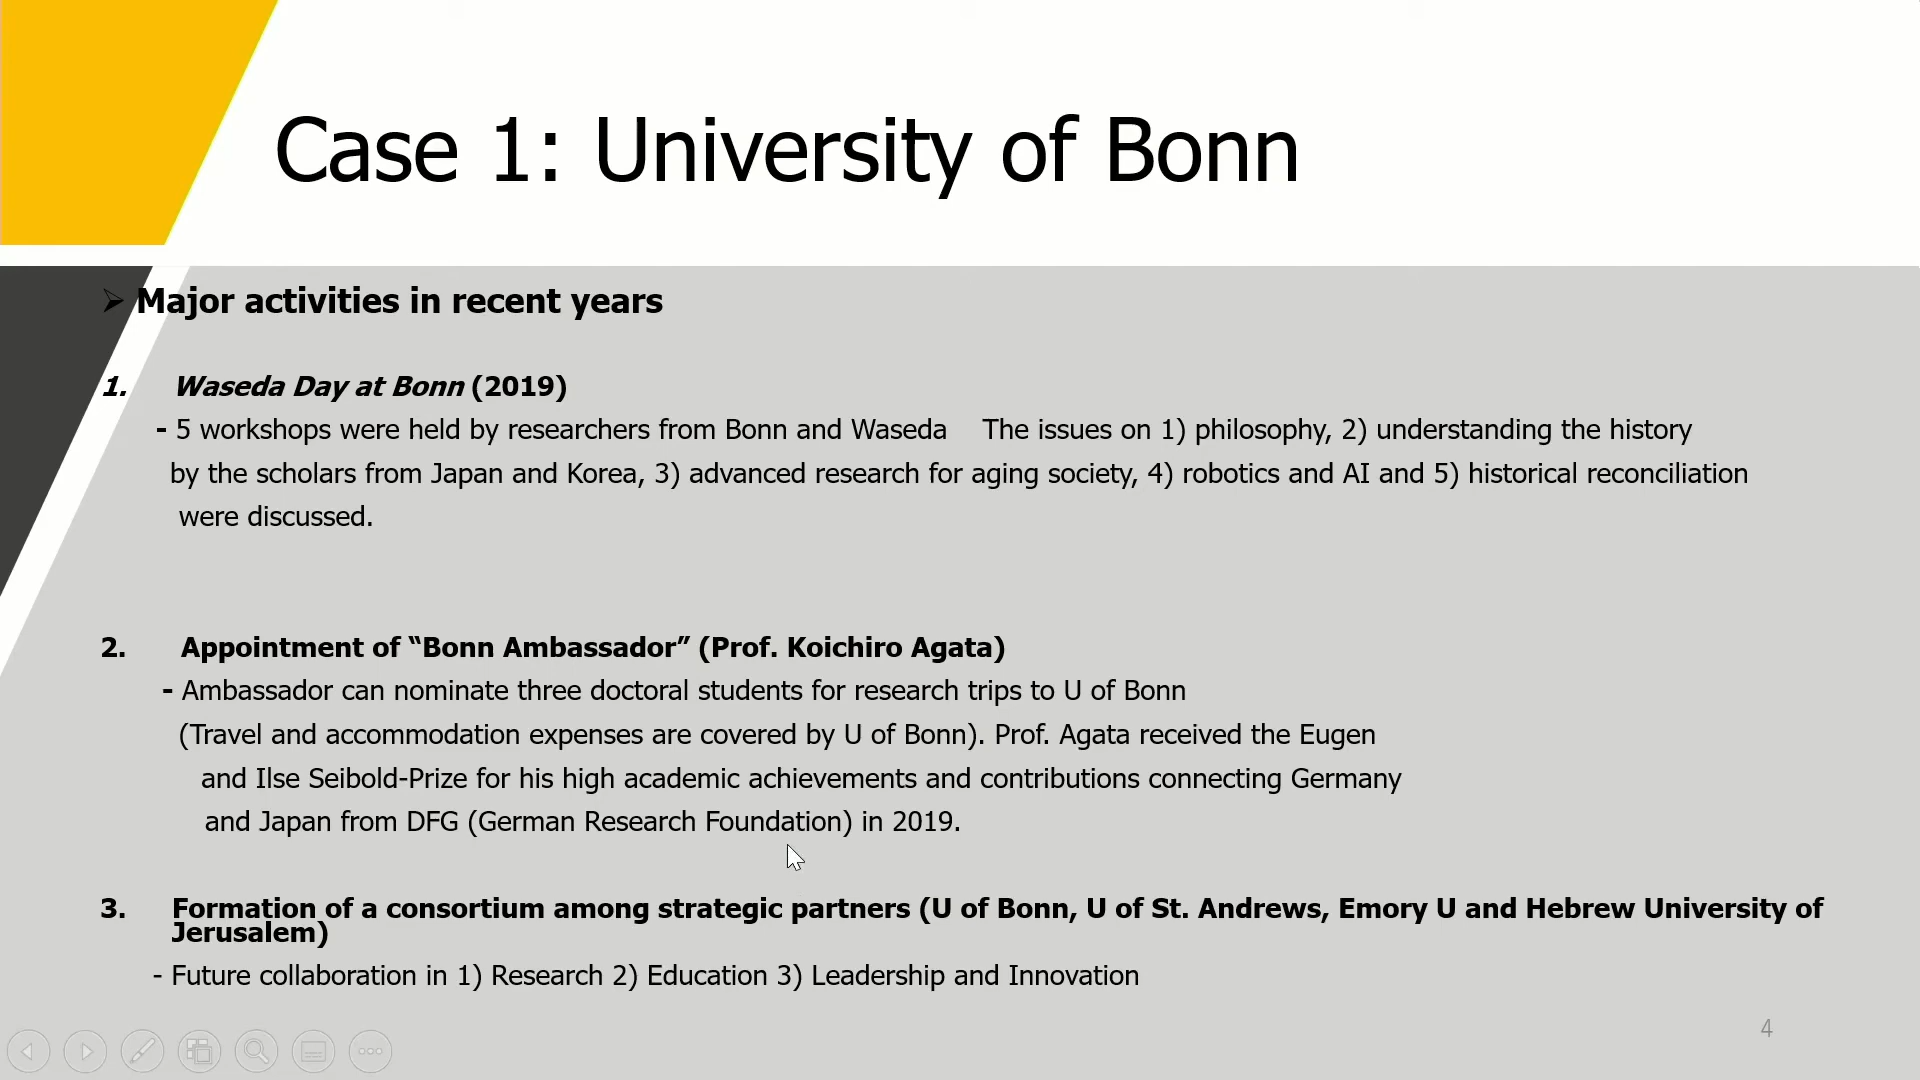 Case 1: University of Bonn
➢ Major activities in recent years
1. Waseda Day at Bonn (2019)
- 5 workshops were held by researchers from Bonn and Waseda The issues on 1) philosophy, 2) understanding the history
by the scholars from Japan and Korea, 3) advanced research for aging society, 4) robotics and AI and 5) historical reconciliation
were discussed.
2. Appointment of “Bonn Ambassador” (Prof. Koichiro Agata)
- Ambassador can nominate three doctoral students for research trips to U of Bonn
(Travel and accommodation expenses are covered by U of Bonn). Prof. Agata received the Eugen
and Ilse Seibold-Prize for his high academic achievements and contributions connecting Germany
and Japan from DFG (German Research Foundation) in 2019.
3. Formation of a consortium among strategic partners (U of Bonn, U of St. Andrews, Emory U and Hebrew University of
Jerusalem)
- Future collaboration in 1) Research 2) Education 3) Leadership and Innovation
4